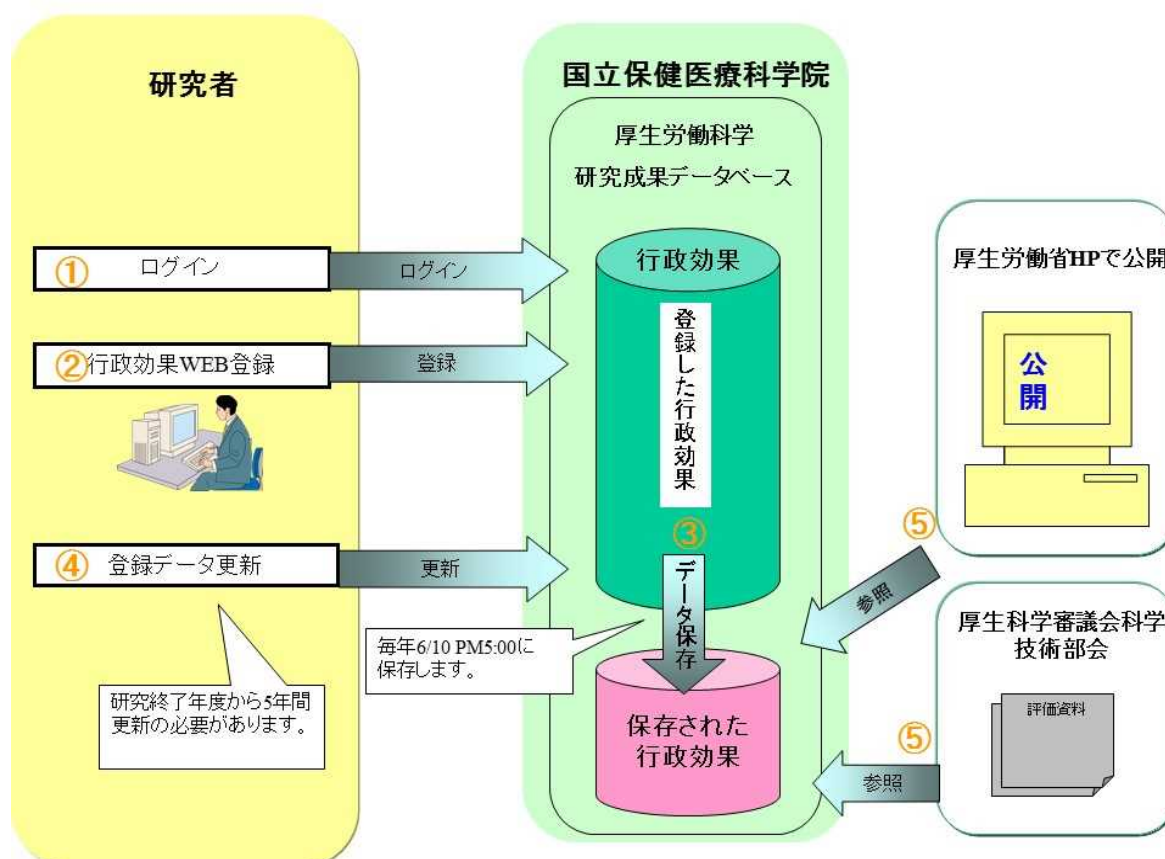 研究者
① ログイン
② 行政効果WEB登録
④ 登録データ更新
研究終了年度から5年間
更新の必要があります。
ログイン
登録
更新
毎年6/10 PM5:00に
保存します。
国立保健医療科学院
厚生労働科学
研究成果データベース
行政効果
登録した行政効果
③
データ保存
保存された
行政効果
厚生労働省HPで公開
公
開
⑤
参照
厚生科学審議会科学
技術部会
評価資料
⑤
参照